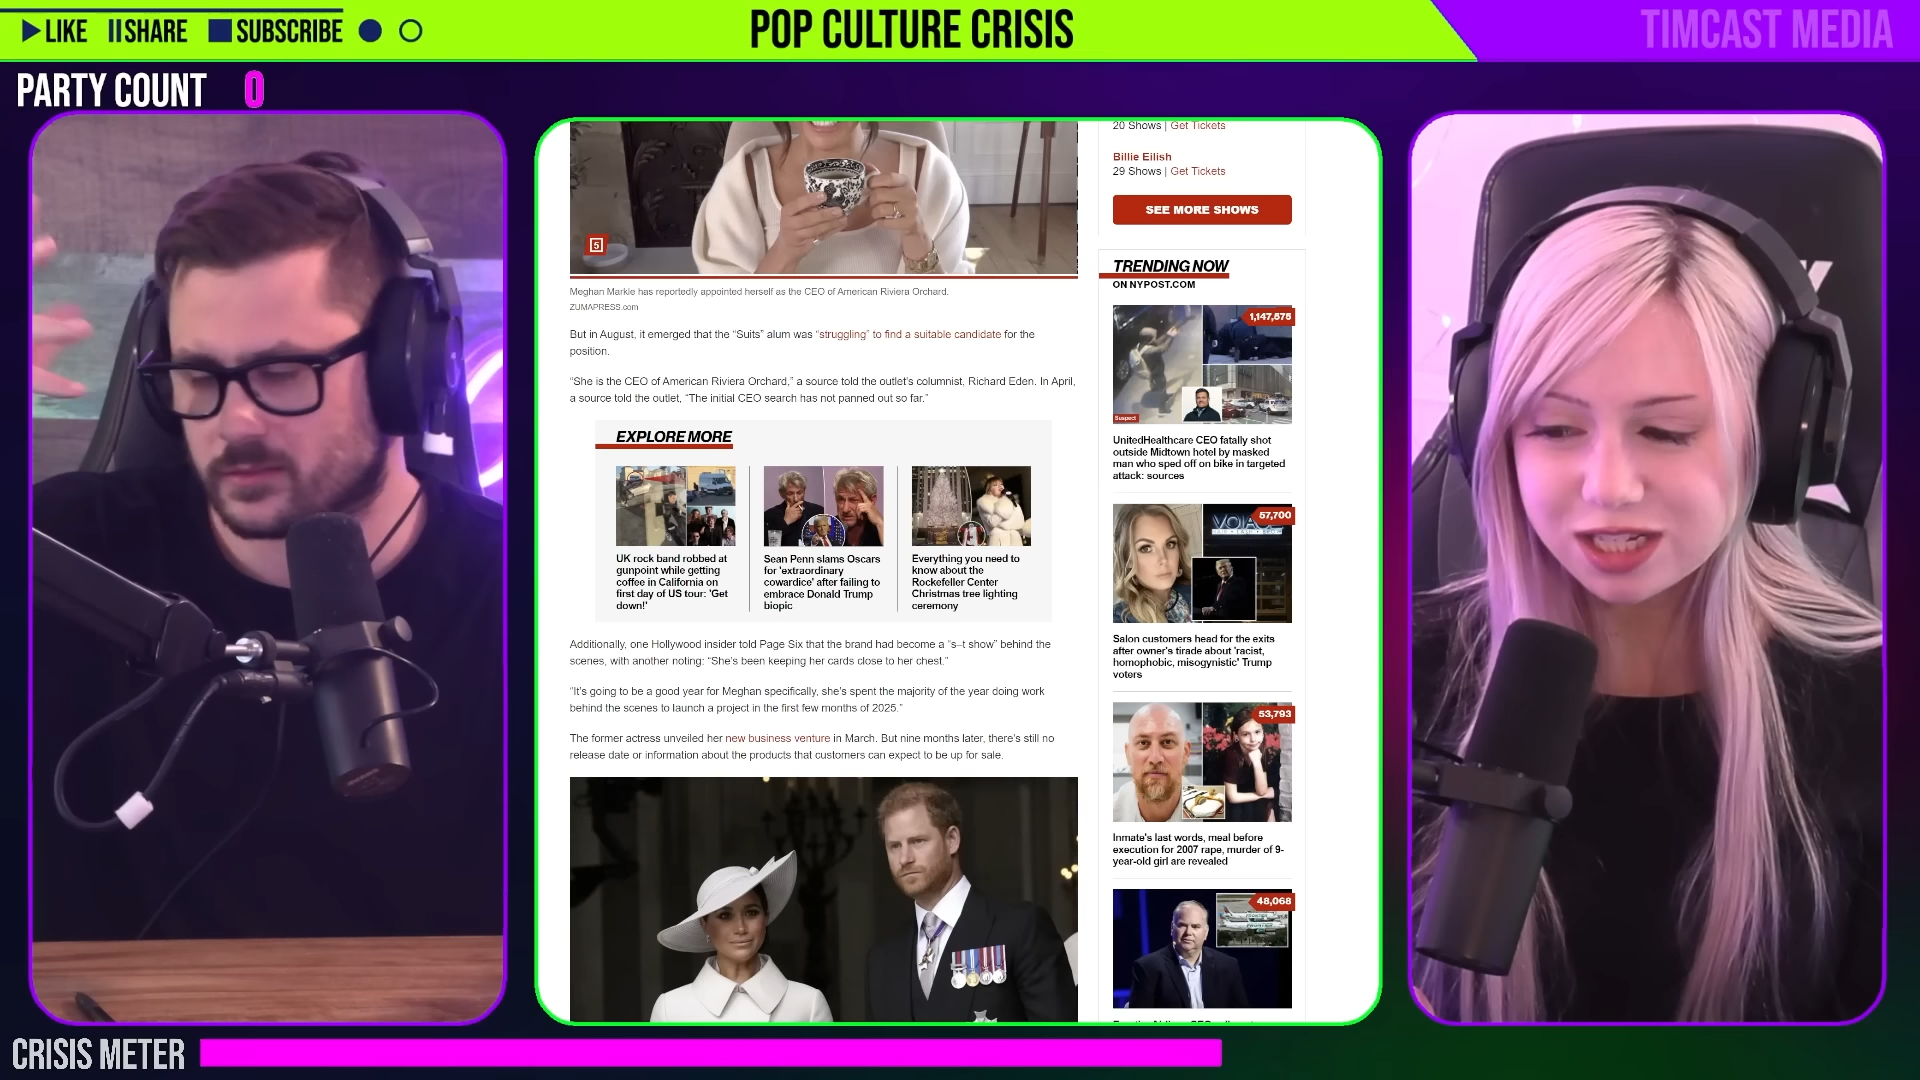 LIKE SHARE SUBSCRIBE
POP CULTURE CRISIS
TIMCAST MEDIA
PARTY COUNT 0
5
Meghan Markle has reportedly appointed herself as the CEO of American Riviera Orchard.
ZUMAPRESS.com
But in August, it emerged that the “Suits” alum was “struggling” to find a suitable candidate for the
position.
“She is the CEO of American Riviera Orchard,” a source told the outlet’s columnist, Richard Eden. In April,
a source told the outlet, “The initial CEO search has not panned out so far.”
EXPLORE MORE
UK rock band robbed at
gunpoint while getting
coffee in California on
first day of US tour: 'Get
down!'
Sean Penn slams Oscars
for 'extraordinary
cowardice' after failing to
embrace Donald Trump
biopic
Everything you need to
know about the
Rockefeller Center
Christmas tree lighting
ceremony
Additionally, one Hollywood insider told Page Six that the brand had become a “s–t show” behind the
scenes, with another noting: “She’s been keeping her cards close to her chest.”
“It’s going to be a good year for Meghan specifically, she’s spent the majority of the year doing work
behind the scenes to launch a project in the first few months of 2025.”
The former actress unveiled her new business venture in March. But nine months later, there’s still no
release date or information about the products that customers can expect to be up for sale.
20 Shows | Get Tickets
Billie Eilish
29 Shows | Get Tickets
SEE MORE SHOWS
TRENDING NOW
ON NYPOST.COM
1,147,575
Suspect
UnitedHealthcare CEO fatally shot
outside Midtown hotel by masked
man who sped off on bike in targeted
attack: sources
57,700
Salon customers head for the exits
after owner's tirade about 'racist,
homophobic, misogynistic' Trump
voters
53,793
Inmate's last words, meal before
execution for 2007 rape, murder of 9-
year-old girl are revealed
48,068
CRISIS METER